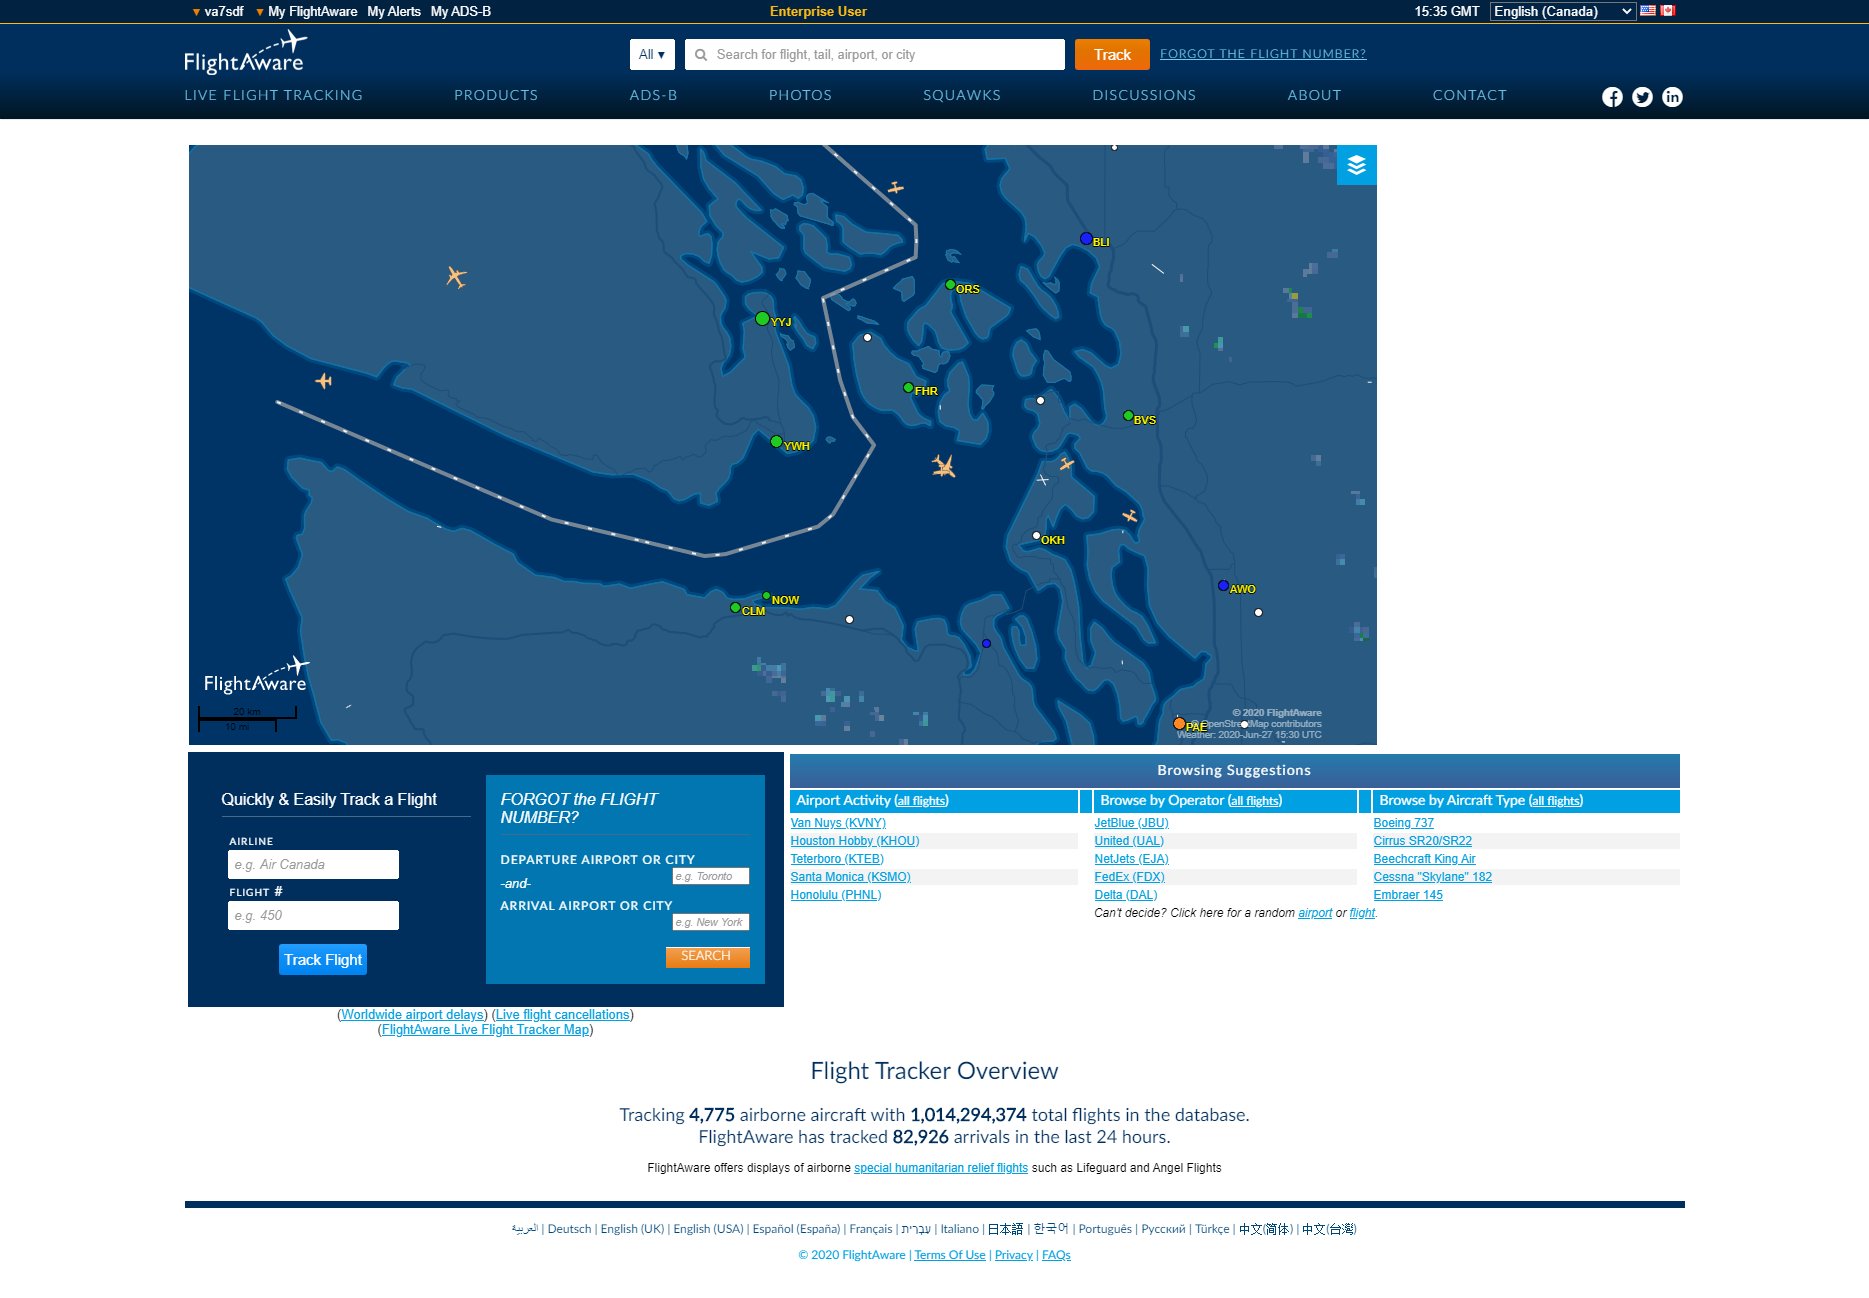 ▼ va7sdf ▼ My FlightAware My Alerts My ADS-B Enterprise User 15:35 GMT English (Canada)
FlightAware All ▾ Search for flight, tail, airport, or city Track FORGOT THE FLIGHT NUMBER?
LIVE FLIGHT TRACKING PRODUCTS ADS-B PHOTOS SQUAWKS DISCUSSIONS ABOUT CONTACT
BLI
ORS
YYJ
FHR
BVS
YWH
OKH
AWO
NOW
CLM
FlightAware
20 km
10 mi
PAE
© 2020 FlightAware
© OpenStreetMap contributors
Weather: 2020-Jun-27 15:30 UTC
Quickly & Easily Track a Flight
AIRLINE
e.g. Air Canada
FLIGHT #
e.g. 450
Track Flight
FORGOT the FLIGHT
NUMBER?
DEPARTURE AIRPORT OR CITY
e.g. Toronto
-and-
ARRIVAL AIRPORT OR CITY
e.g. New York
SEARCH
(Worldwide airport delays) (Live flight cancellations)
(FlightAware Live Flight Tracker Map)
Browsing Suggestions
Airport Activity (all flights) Browse by Operator (all flights) Browse by Aircraft Type (all flights)
Van Nuys (KVNY) JetBlue (JBU) Boeing 737
Houston Hobby (KHOU) United (UAL) Cirrus SR20/SR22
Teterboro (KTEB) NetJets (EJA) Beechcraft King Air
Santa Monica (KSMO) FedEx (FDX) Cessna "Skylane" 182
Honolulu (PHNL) Delta (DAL) Embraer 145
Can't decide? Click here for a random airport or flight.
Flight Tracker Overview
Tracking 4,775 airborne aircraft with 1,014,294,374 total flights in the database.
FlightAware has tracked 82,926 arrivals in the last 24 hours.
FlightAware offers displays of airborne special humanitarian relief flights such as Lifeguard and Angel Flights
العربية | Deutsch | English (UK) | English (USA) | Español (España) | Français | עִבְרִית | Italiano | 日本語 | 한국어 | Português | Русский | Türkçe | 中文(简体) | 中文(台灣)
© 2020 FlightAware | Terms Of Use | Privacy | FAQs